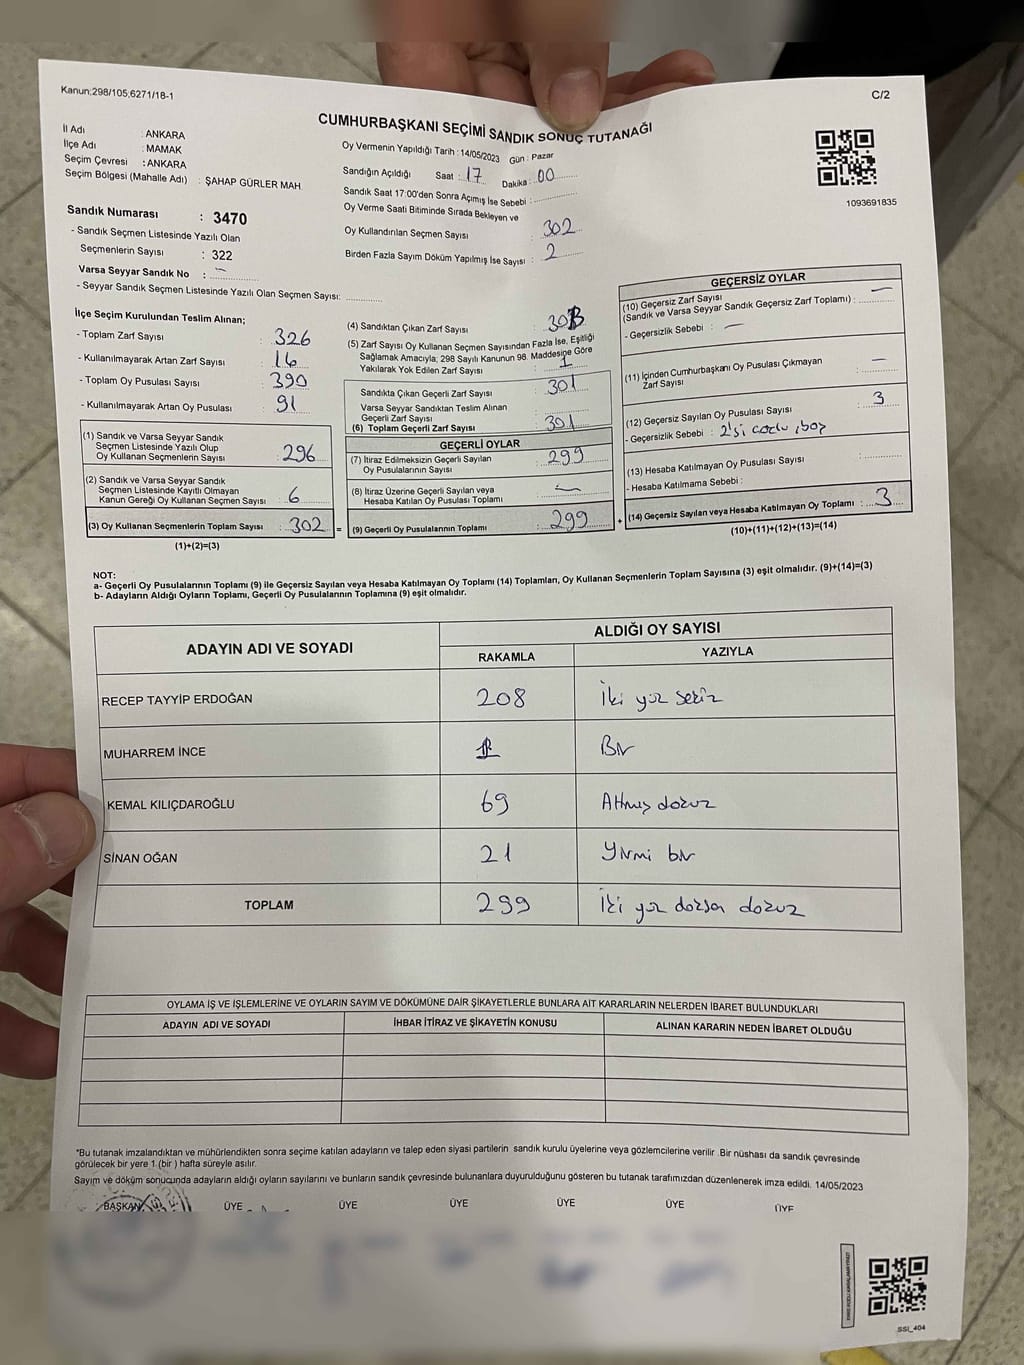 Kanun:298/105,6271/18-1
C/2
CUMHURBAŞKANI SEÇİMİ SANDIK SONUÇ TUTANAĞI
İl Adı : ANKARA
İlçe Adı : MAMAK
Seçim Çevresi : ANKARA
Seçim Bölgesi (Mahalle Adı) : ŞAHAP GÜRLER MAH
Oy Vermenin Yapıldığı Tarih : 14/05/2023 Gün : Pazar
Sandığın Açıldığı Saat : 17 Dakika : 00
Sandık Saat 17:00'den Sonra Açımış İse Sebebi :
Oy Verme Saati Bitiminde Sırada Bekleyen ve
Oy Kullandırılan Seçmen Sayısı : 302
Birden Fazla Sayım Döküm Yapılmış İse Sayısı : 2
1093691835
Sandık Numarası : 3470
- Sandık Seçmen Listesinde Yazılı Olan
Seçmenlerin Sayısı : 322
Varsa Seyyar Sandık No : —
- Seyyar Sandık Seçmen Listesinde Yazılı Olan Seçmen Sayısı:
İlçe Seçim Kurulundan Teslim Alınan;
- Toplam Zarf Sayısı : 326
- Kullanılmayarak Artan Zarf Sayısı : 16
- Toplam Oy Pusulası Sayısı : 390
- Kullanılmayarak Artan Oy Pusulası : 91
(1) Sandık ve Varsa Seyyar Sandık
Seçmen Listesinde Yazılı Olup
Oy Kullanan Seçmenlerin Sayısı : 296
(2) Sandık ve Varsa Seyyar Sandık
Seçmen Listesinde Kayıtlı Olmayan
Kanun Gereği Oy Kullanan Seçmen Sayısı : 6
(3) Oy Kullanan Seçmenlerin Toplam Sayısı : 302 =
(1)+(2)=(3)
(4) Sandıktan Çıkan Zarf Sayısı
(5) Zarf Sayısı Oy Kullanan Seçmen Sayısından Fazla İse, Eşitliği
Sağlamak Amacıyla; 298 Sayılı Kanunun 98. Maddesine Göre
Yakılarak Yok Edilen Zarf Sayısı : 1
Sandıkta Çıkan Geçerli Zarf Sayısı : 301
Varsa Seyyar Sandıktan Teslim Alınan
Geçerli Zarf Sayısı :
(6) Toplam Geçerli Zarf Sayısı : 301
GEÇERLİ OYLAR
(7) İtiraz Edilmeksizin Geçerli Sayılan
Oy Pusulalarının Sayısı : 299
(8) İtiraz Üzerine Geçerli Sayılan veya
Hesaba Katılan Oy Pusulası Toplamı : —
(9) Geçerli Oy Pusulalarının Toplamı : 299 +
GEÇERSİZ OYLAR
(10) Geçersiz Zarf Sayısı
(Sandık ve Varsa Seyyar Sandık Geçersiz Zarf Toplamı) : —
- Geçersizlik Sebebi : —
(11) İçinden Cumhurbaşkanı Oy Pusulası Çıkmayan
Zarf Sayısı : —
(12) Geçersiz Sayılan Oy Pusulası Sayısı : 3
- Geçersizlik Sebebi : 2'si
(13) Hesaba Katılmayan Oy Pusulası Sayısı :
- Hesaba Katılmama Sebebi :
(14) Geçersiz Sayılan veya Hesaba Katılmayan Oy Toplamı : 3
(10)+(11)+(12)+(13)=(14)
NOT:
a- Geçerli Oy Pusulalarının Toplamı (9) ile Geçersiz Sayılan veya Hesaba Katılmayan Oy Toplamı (14) Toplamları, Oy Kullanan Seçmenlerin Toplam Sayısına (3) eşit olmalıdır. (9)+(14)=(3)
b- Adayların Aldığı Oyların Toplamı, Geçerli Oy Pusulalarının Toplamına (9) eşit olmalıdır.
ADAYIN ADI VE SOYADI
ALDIĞI OY SAYISI
RAKAMLA YAZIYLA
RECEP TAYYİP ERDOĞAN 208 İki yüz sekiz
MUHARREM İNCE 1 Bir
KEMAL KILIÇDAROĞLU 69 Atmış dokuz
SİNAN OĞAN 21 Yirmi bir
TOPLAM 299 İki yüz doksan dokuz
OYLAMA İŞ VE İŞLEMLERİNE VE OYLARIN SAYIM VE DÖKÜMÜNE DAİR ŞİKAYETLERLE BUNLARA AİT KARARLARIN NELERDEN İBARET BULUNDUKLARI
ADAYIN ADI VE SOYADI İHBAR İTİRAZ VE ŞİKAYETİN KONUSU ALINAN KARARIN NEDEN İBARET OLDUĞU
*Bu tutanak imzalandıktan ve mühürlendikten sonra seçime katılan adayların ve talep eden siyasi partilerin sandık kurulu üyelerine veya gözlemcilerine verilir .Bir nüshası da sandık çevresinde
görülecek bir yere 1 (bir ) hafta süreyle asılır.
Sayım ve döküm sonucunda adayların aldığı oyların sayılarını ve bunların sandık çevresinde bulunanlara duyurulduğunu gösteren bu tutanak tarafımızdan düzenlenerek imza edildi. 14/05/2023
BAŞKAN ÜYE ÜYE ÜYE ÜYE ÜYE ÜYE
SSI_404